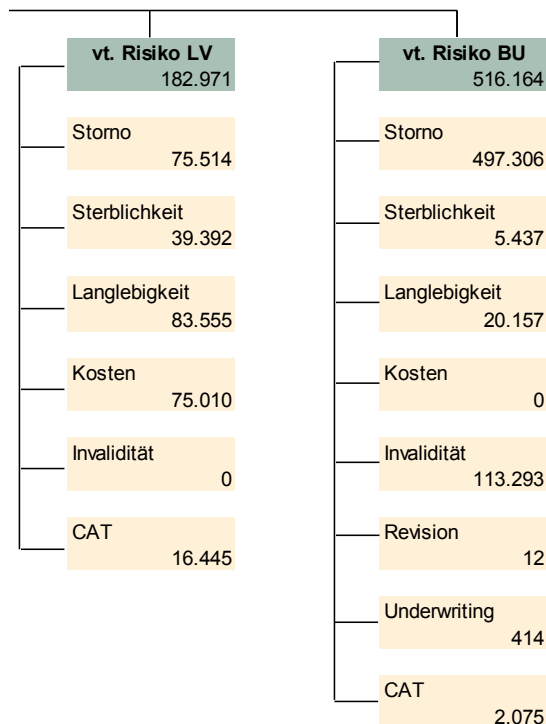 vt. Risiko LV
182.971
Storno
75.514
Sterblichkeit
39.392
Langlebigkeit
83.555
Kosten
75.010
Invalidität
0
CAT
16.445
vt. Risiko BU
516.164
Storno
497.306
Sterblichkeit
5.437
Langlebigkeit
20.157
Kosten
0
Invalidität
113.293
Revision
12
Underwriting
414
CAT
2.075